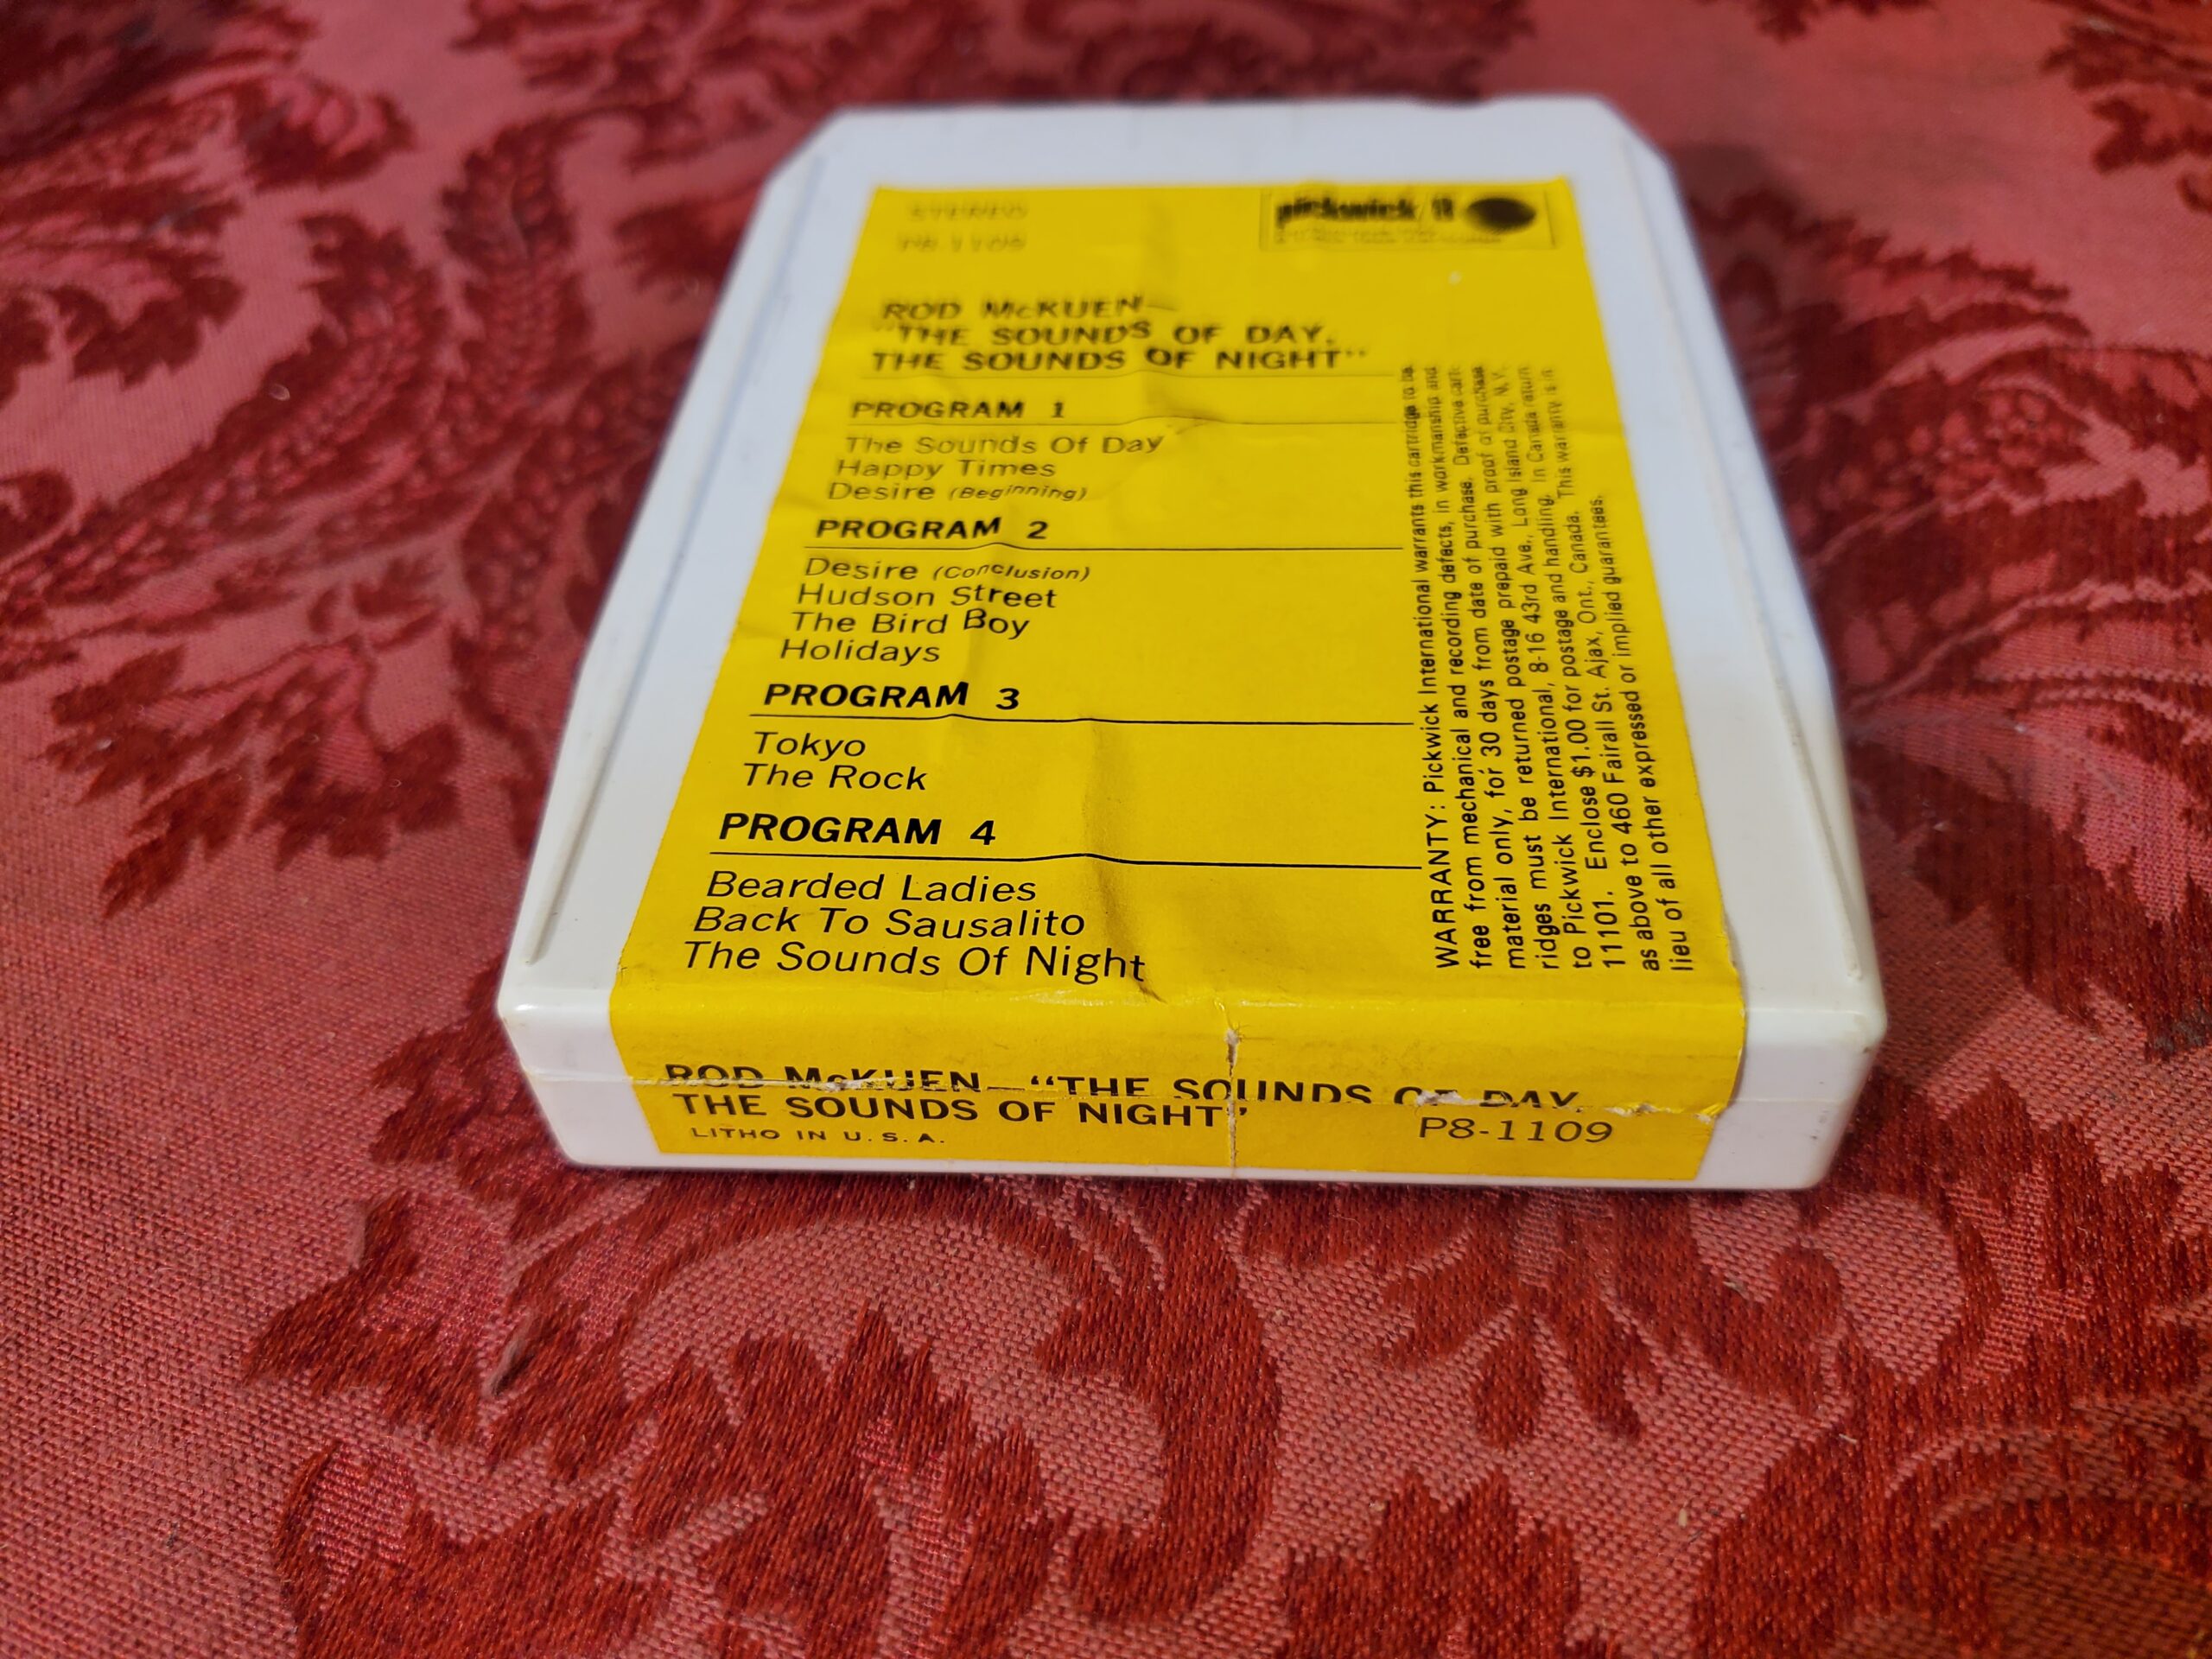 STEREO
P8-1109
pickwick/8
ROD McKUEN—
"THE SOUNDS OF DAY,
THE SOUNDS OF NIGHT"
PROGRAM 1
The Sounds Of Day
Happy Times
Desire (Beginning)
PROGRAM 2
Desire (Conclusion)
Hudson Street
The Bird Boy
Holidays
PROGRAM 3
Tokyo
The Rock
PROGRAM 4
Bearded Ladies
Back To Sausalito
The Sounds Of Night
WARRANTY: Pickwick International warrants this cartridge to be
free from mechanical and recording defects, in workmanship and
material only, for 30 days from date of purchase. Defective cart-
ridges must be returned postage prepaid with proof of purchase
to Pickwick International, 8-16 43rd Ave., Long Island City, N.Y.
11101. Enclose $1.00 for postage and handling. In Canada return
as above to 460 Fairall St. Ajax, Ont., Canada. This warranty is in
lieu of all other expressed or implied guarantees.
ROD McKUEN—"THE SOUNDS OF DAY,
THE SOUNDS OF NIGHT"
LITHO IN U.S.A.
P8-1109